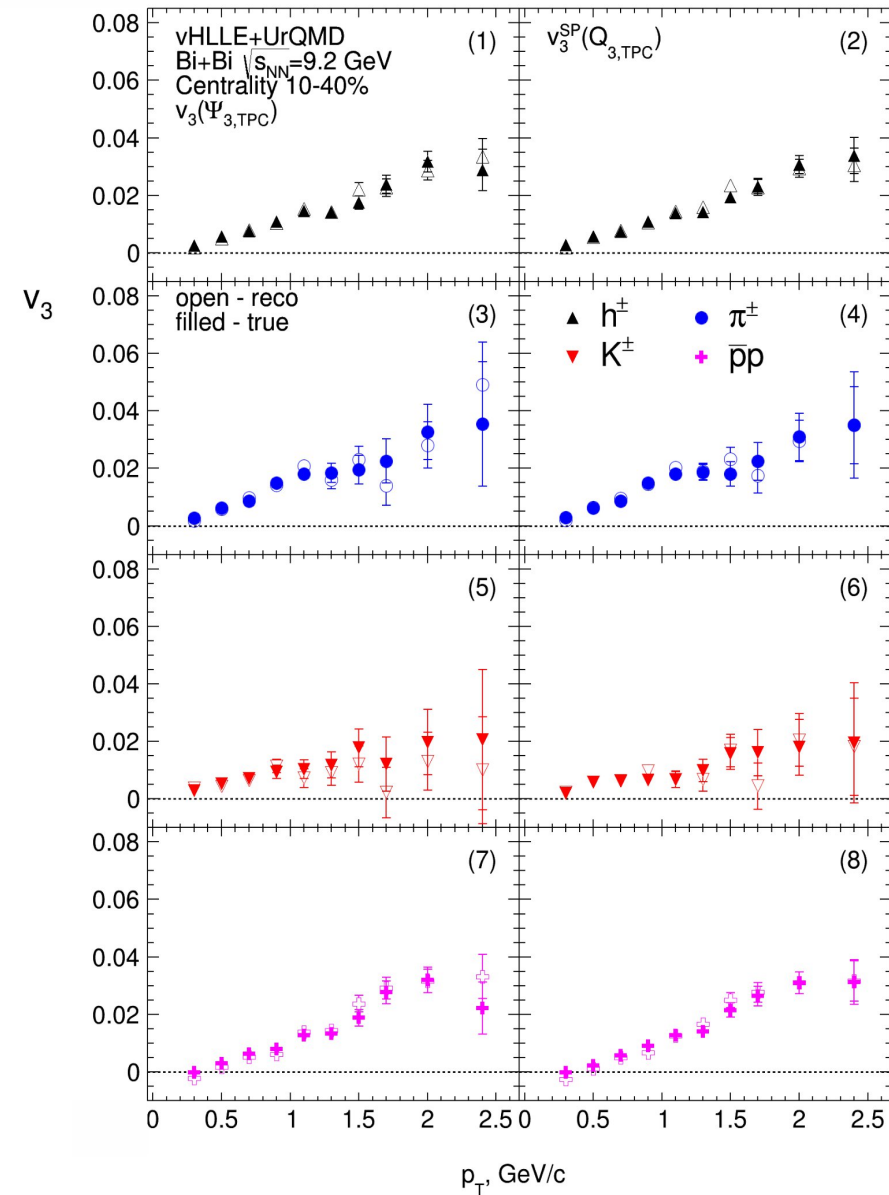 0.08
0.06
0.04
0.02
0
vHLLE+UrQMD
Bi+Bi √sNN=9.2 GeV
Centrality 10-40%
v3(Ψ3,TPC)
(1)
v3SP(Q3,TPC)
(2)
v3
0.08
0.06
0.04
0.02
0
open - reco
filled - true
(3)
h±
π±
K±
p̅p
(4)
0.08
0.06
0.04
0.02
0
(5)
(6)
0.08
0.06
0.04
0.02
0
(7)
(8)
0 0.5 1 1.5 2 2.5 0 0.5 1 1.5 2 2.5
pT, GeV/c